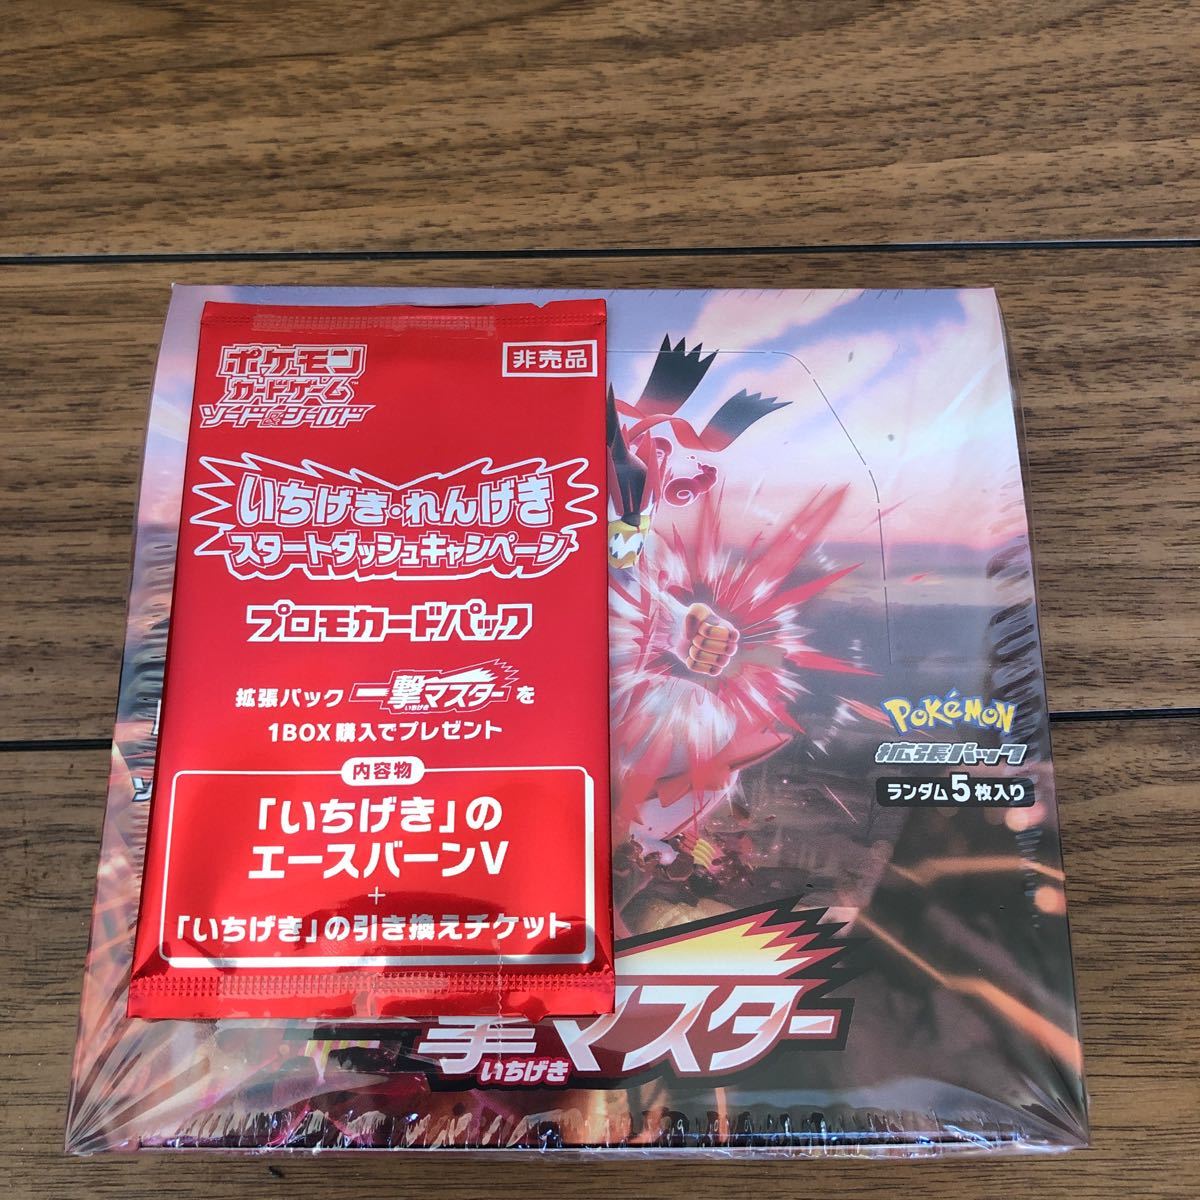 ポケモン
カードゲーム™
ソード&シールド
非売品
いちげき・れんげき
スタートダッシュキャンペーン
プロモカードパック
拡張パック 一撃マスターを
いちげき
1BOX購入でプレゼント
内容物
「いちげき」の
エースバーンV
+
「いちげき」の引き換えチケット
POKéMON
拡張パック
ランダム5枚入り
一撃マスター
いちげき